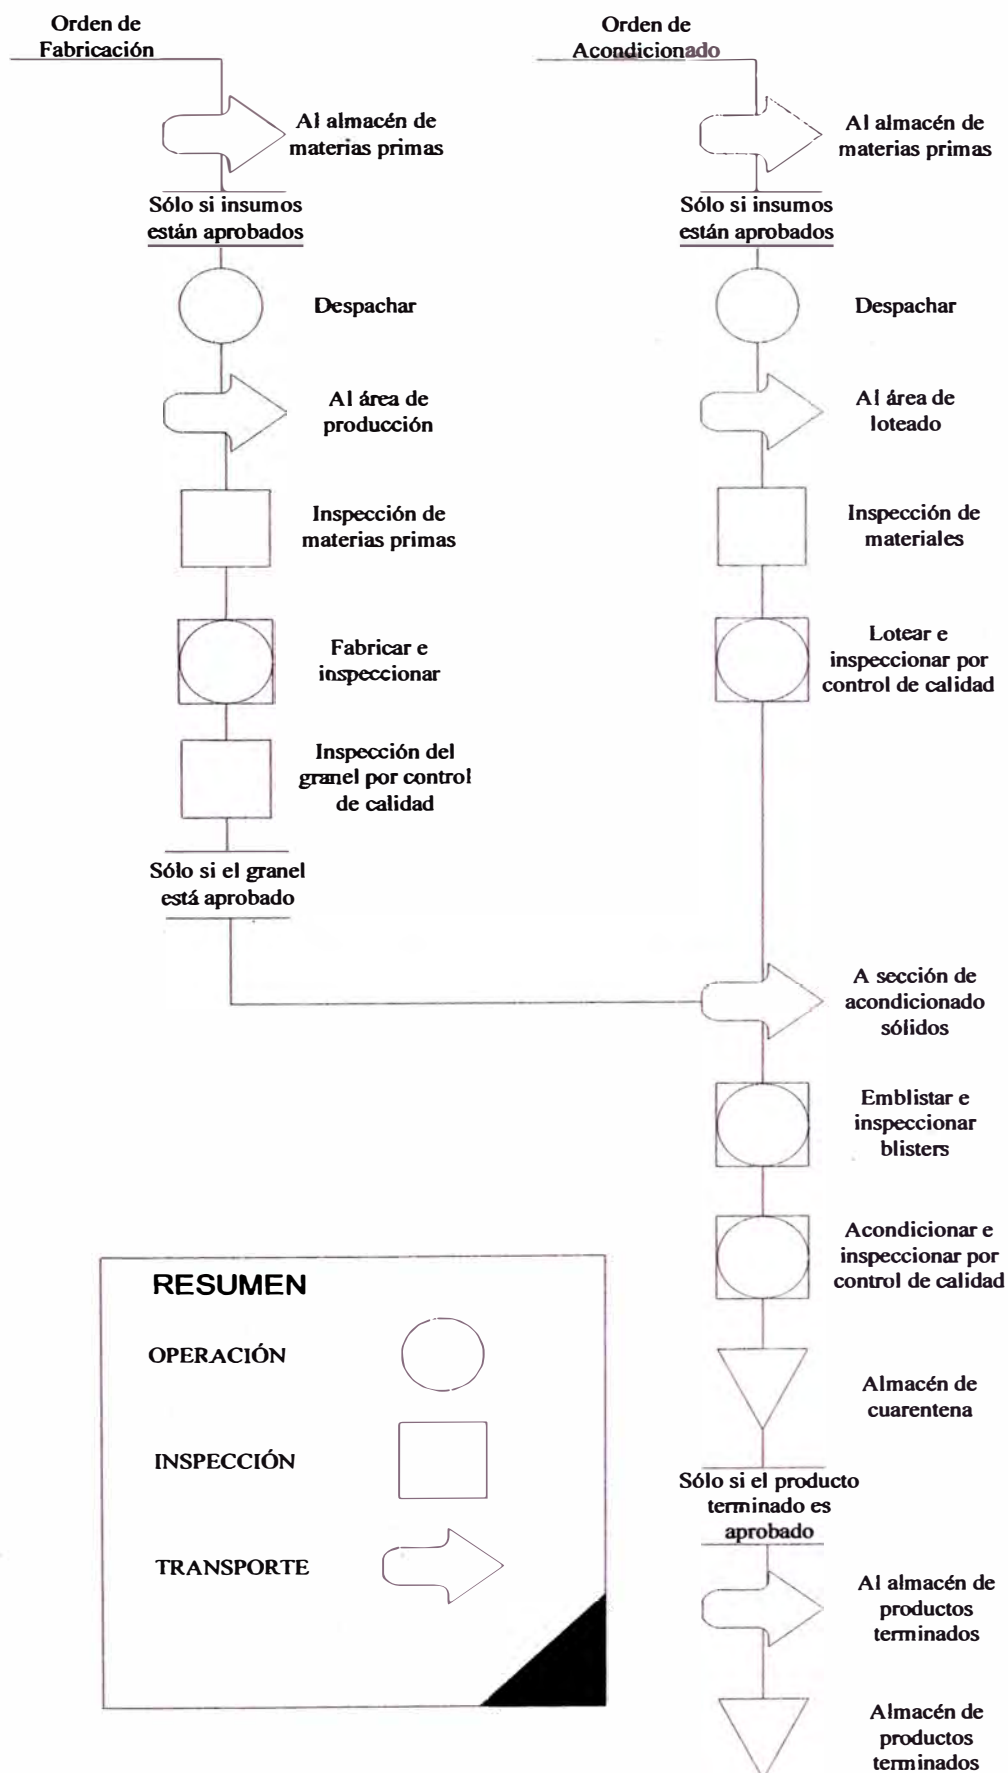 Orden de
Fabricación
Al almacén de
materias primas
Sólo si insumos
están aprobados
Despachar
Al área de
producción
Inspección de
materias primas
Fabricar e
inspeccionar
Inspección del
granel por control
de calidad
Sólo si el granel
está aprobado
Orden de
Acondicionado
Al almacén de
materias primas
Sólo si insumos
están aprobados
Despachar
Al área de
loteado
Inspección de
materiales
Lotear e
inspeccionar por
control de calidad
A sección de
acondicionado
sólidos
Emblistar e
inspeccionar
blisters
Acondicionar e
inspeccionar por
control de calidad
Almacén de
cuarentena
Sólo si el producto
terminado es
aprobado
Al almacén de
productos
terminados
Almacén de
productos
terminados
RESUMEN
OPERACIÓN
INSPECCIÓN
TRANSPORTE